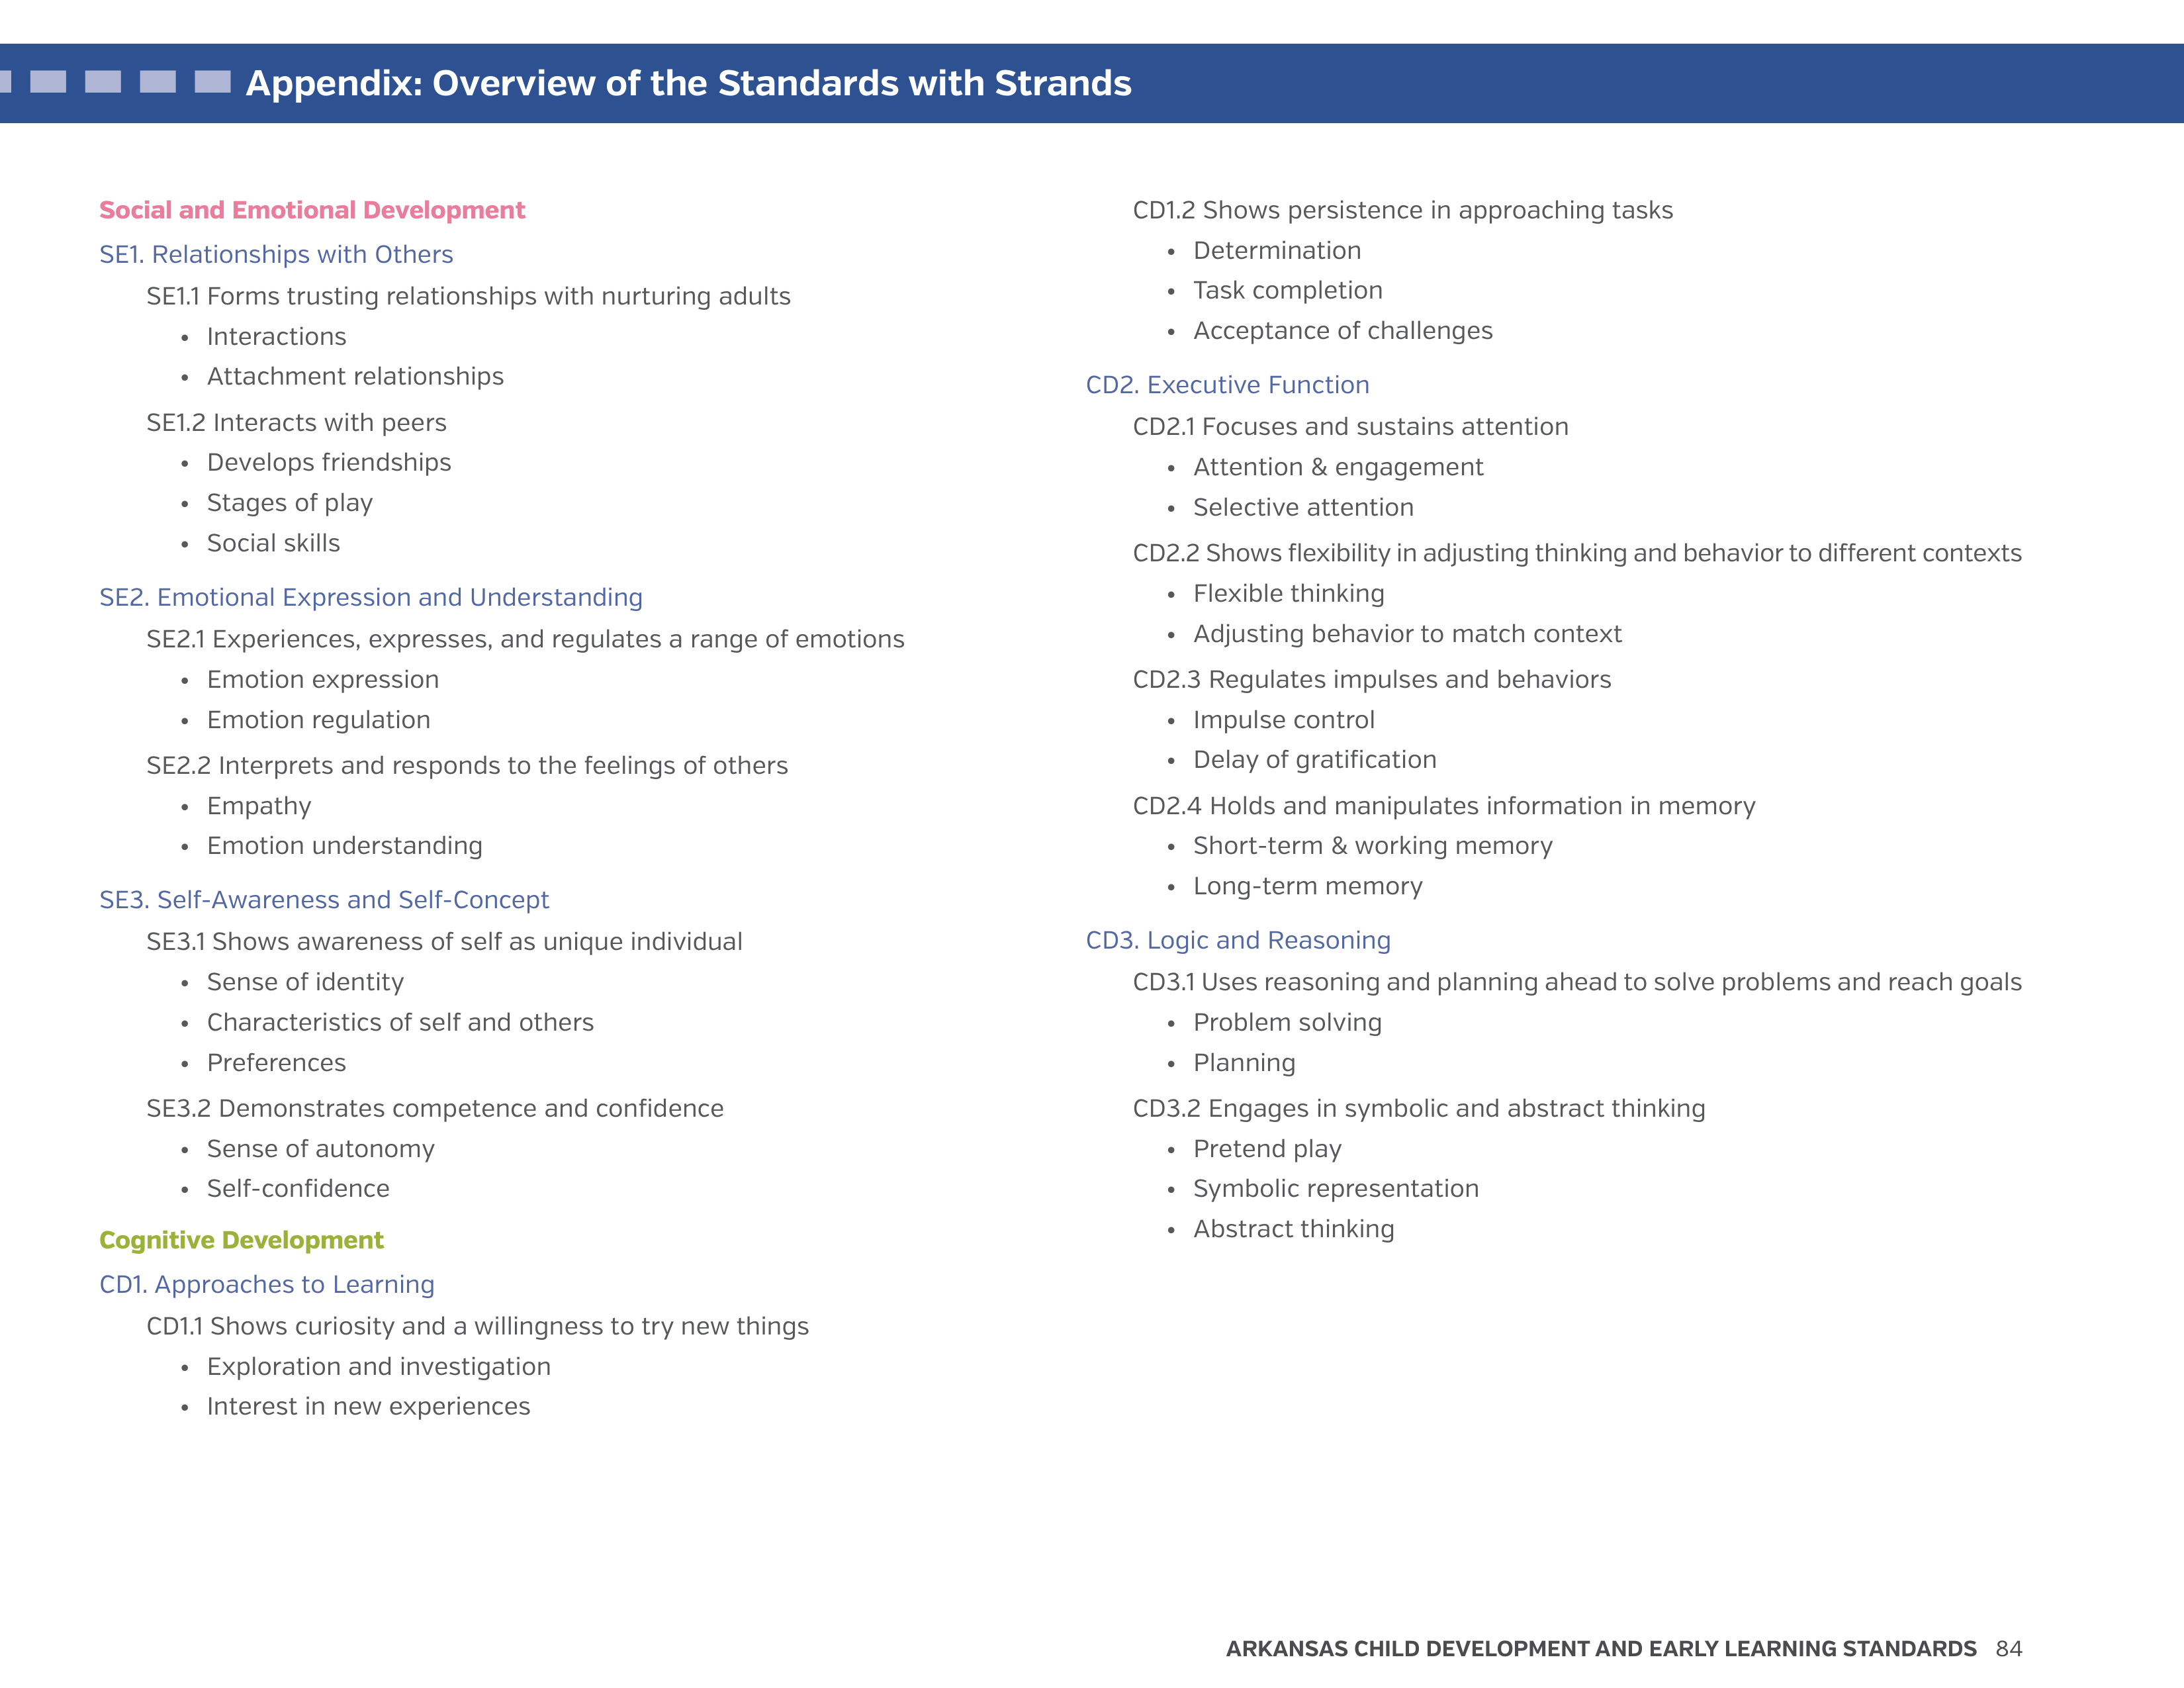 Appendix: Overview of the Standards with Strands
Social and Emotional Development
SE1. Relationships with Others
SE1.1 Forms trusting relationships with nurturing adults
• Interactions
• Attachment relationships
SE1.2 Interacts with peers
• Develops friendships
• Stages of play
• Social skills
SE2. Emotional Expression and Understanding
SE2.1 Experiences, expresses, and regulates a range of emotions
• Emotion expression
• Emotion regulation
SE2.2 Interprets and responds to the feelings of others
• Empathy
• Emotion understanding
SE3. Self-Awareness and Self-Concept
SE3.1 Shows awareness of self as unique individual
• Sense of identity
• Characteristics of self and others
• Preferences
SE3.2 Demonstrates competence and confidence
• Sense of autonomy
• Self-confidence
Cognitive Development
CD1. Approaches to Learning
CD1.1 Shows curiosity and a willingness to try new things
• Exploration and investigation
• Interest in new experiences
CD1.2 Shows persistence in approaching tasks
• Determination
• Task completion
• Acceptance of challenges
CD2. Executive Function
CD2.1 Focuses and sustains attention
• Attention & engagement
• Selective attention
CD2.2 Shows flexibility in adjusting thinking and behavior to different contexts
• Flexible thinking
• Adjusting behavior to match context
CD2.3 Regulates impulses and behaviors
• Impulse control
• Delay of gratification
CD2.4 Holds and manipulates information in memory
• Short-term & working memory
• Long-term memory
CD3. Logic and Reasoning
CD3.1 Uses reasoning and planning ahead to solve problems and reach goals
• Problem solving
• Planning
CD3.2 Engages in symbolic and abstract thinking
• Pretend play
• Symbolic representation
• Abstract thinking
ARKANSAS CHILD DEVELOPMENT AND EARLY LEARNING STANDARDS 84